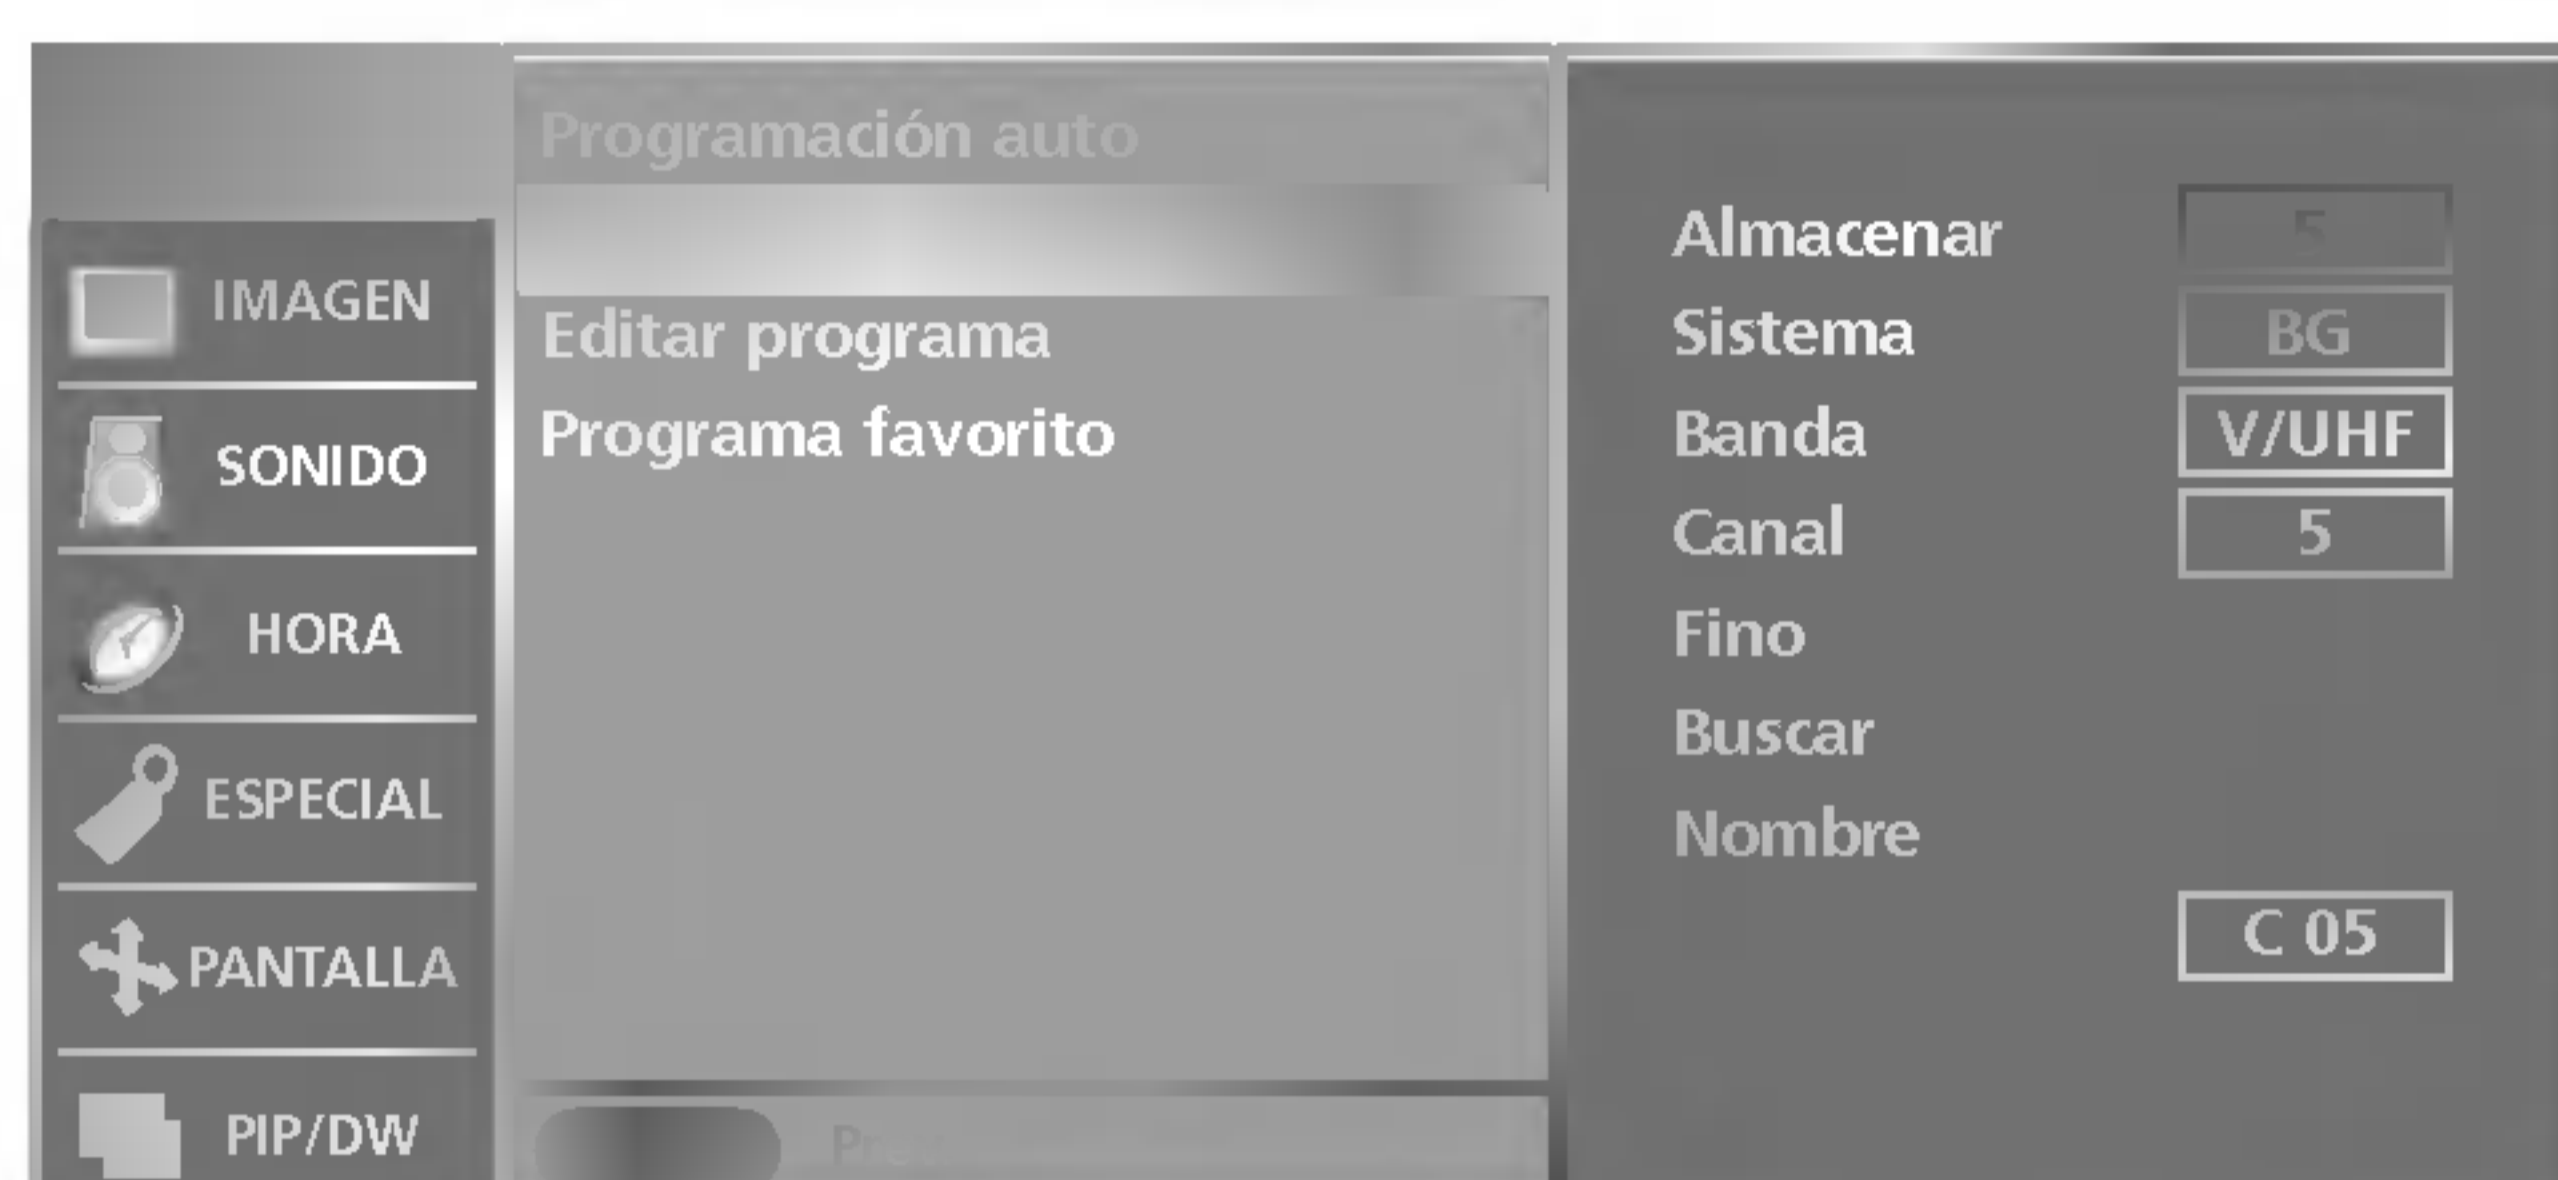 Programación auto
Editar programa
Programa favorito
IMAGEN
SONIDO
HORA
ESPECIAL
PANTALLA
PIP/DW
Almacenar 5
Sistema BG
Banda V/UHF
Canal 5
Fino
Buscar
Nombre
C 05